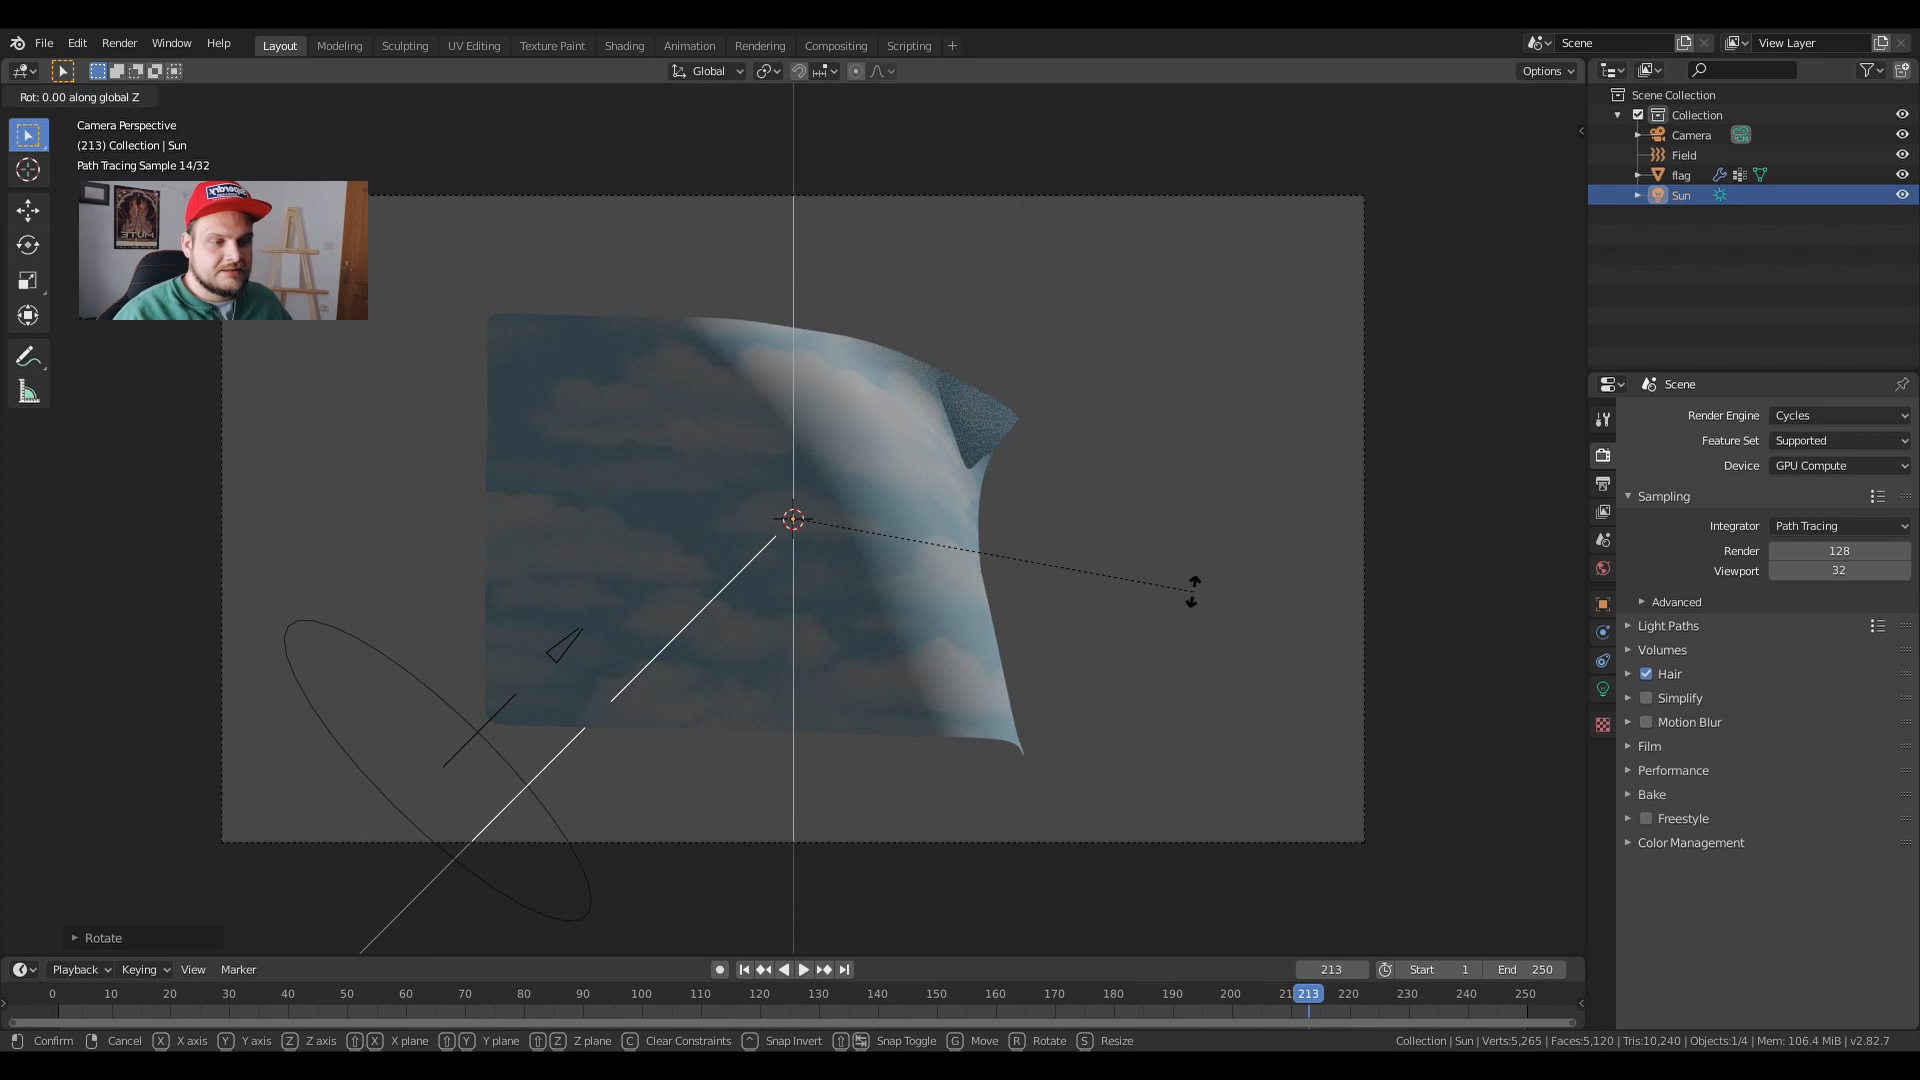 File Edit Render Window Help
Layout Modeling Sculpting UV Editing Texture Paint Shading Animation Rendering Compositing Scripting +
Scene
View Layer
Global
Options
Rot: 0.00 along global Z
Camera Perspective
(213) Collection | Sun
Path Tracing Sample 14/32
Scene Collection
Collection
Camera
Field
flag
Sun
Scene
Render Engine Cycles
Feature Set Supported
Device GPU Compute
Sampling
Integrator Path Tracing
Render 128
Viewport 32
Advanced
Light Paths
Volumes
Hair
Simplify
Motion Blur
Film
Performance
Bake
Freestyle
Color Management
Rotate
Playback Keying View Marker
213 Start 1 End 250
0 10 20 30 40 50 60 70 80 90 100 110 120 130 140 150 160 170 180 190 200 21 213 220 230 240 250
Confirm Cancel X X axis Y Y axis Z Z axis X X plane Y Y plane Z Z plane C Clear Constraints ^ Snap Invert Snap Toggle G Move R Rotate S Resize
Collection | Sun | Verts:5,265 | Faces:5,120 | Tris:10,240 | Objects:1/4 | Mem: 106.4 MiB | v2.82.7